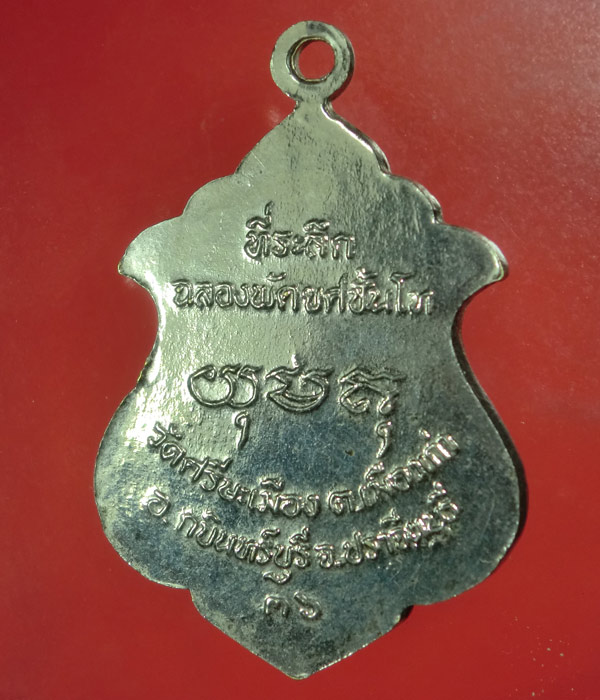 ที่ระลึก
ฉลองพัดยศชั้นโท
วัดศรีษะเมือง ต.เมืองเก่า
อ.กบินทร์บุรี จ.ปราจีนบุรี
๓๖